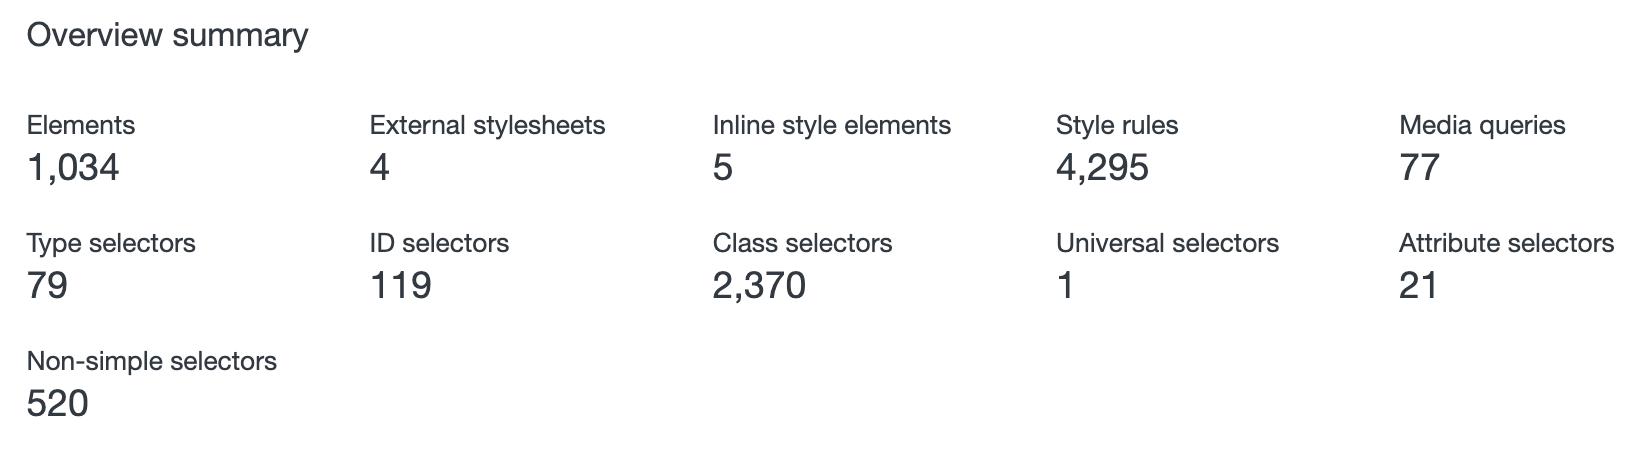 Overview summary
Elements External stylesheets Inline style elements Style rules Media queries
1,034 4 5 4,295 77
Type selectors ID selectors Class selectors Universal selectors Attribute selectors
79 119 2,370 1 21
Non-simple selectors
520